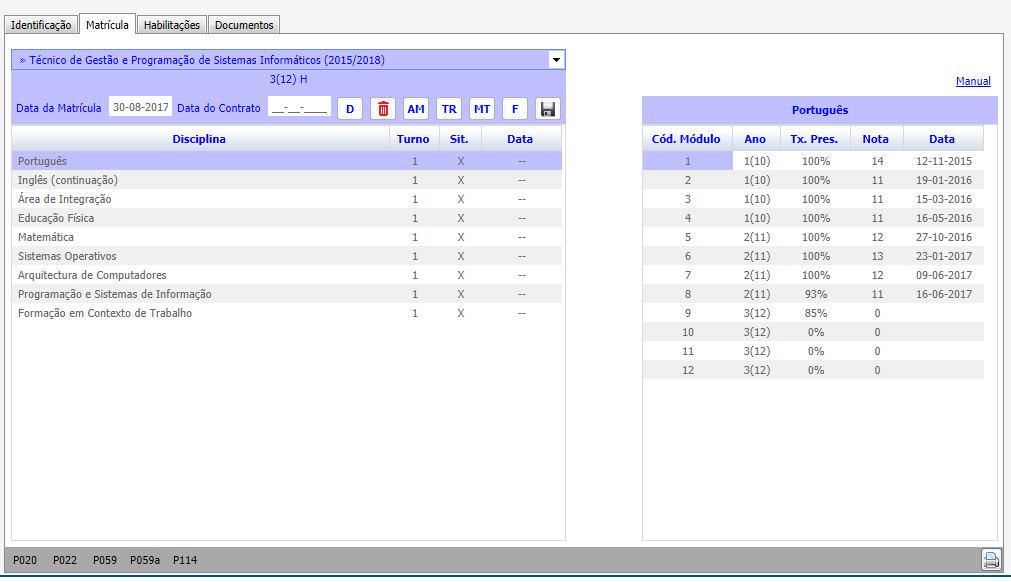 Identificação Matrícula Habilitações Documentos
» Técnico de Gestão e Programação de Sistemas Informáticos (2015/2018)
3(12) H
Manual
Data da Matrícula 30-08-2017 Data do Contrato __-__-____ D AM TR MT F
Português
Disciplina Turno Sit. Data
Português 1 X --
Inglês (continuação) 1 X --
Área de Integração 1 X --
Educação Física 1 X --
Matemática 1 X --
Sistemas Operativos 1 X --
Arquitectura de Computadores 1 X --
Programação e Sistemas de Informação 1 X --
Formação em Contexto de Trabalho 1 X --
Cód. Módulo Ano Tx. Pres. Nota Data
1 1(10) 100% 14 12-11-2015
2 1(10) 100% 11 19-01-2016
3 1(10) 100% 11 15-03-2016
4 1(10) 100% 11 16-05-2016
5 2(11) 100% 12 27-10-2016
6 2(11) 100% 13 23-01-2017
7 2(11) 100% 12 09-06-2017
8 2(11) 93% 11 16-06-2017
9 3(12) 85% 0
10 3(12) 0% 0
11 3(12) 0% 0
12 3(12) 0% 0
P020 P022 P059 P059a P114